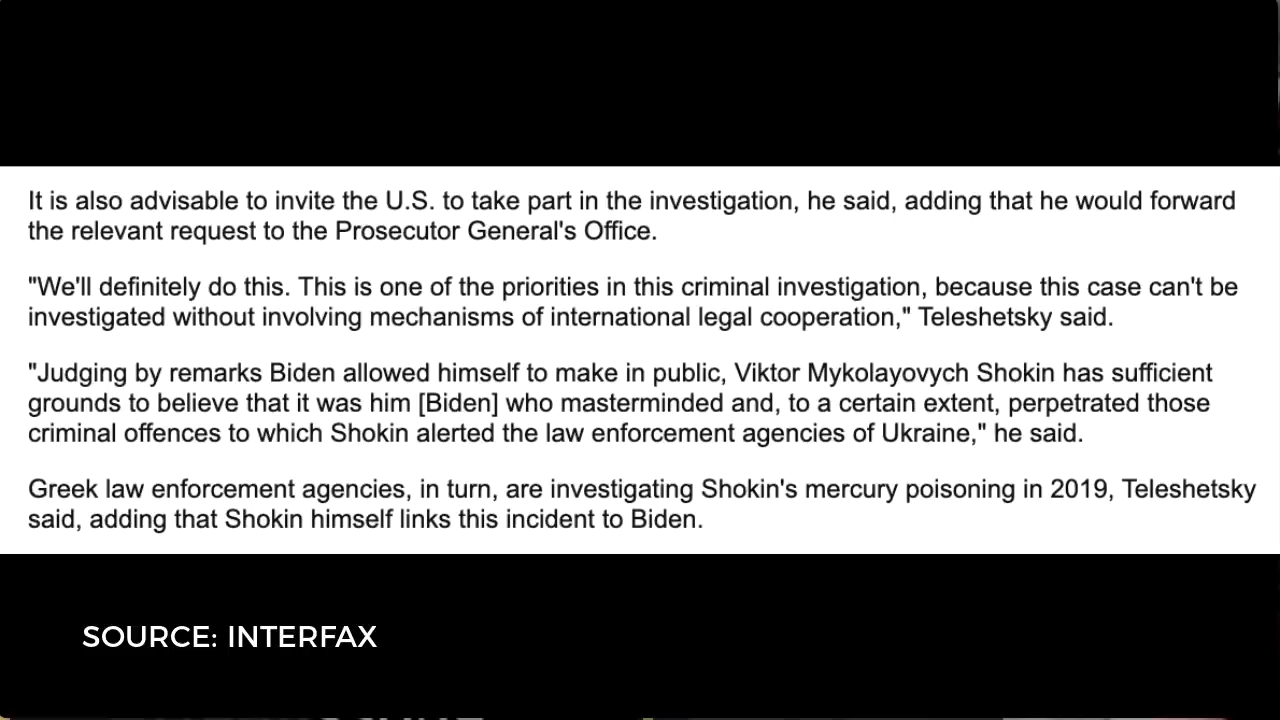 It is also advisable to invite the U.S. to take part in the investigation, he said, adding that he would forward
the relevant request to the Prosecutor General's Office.
"We'll definitely do this. This is one of the priorities in this criminal investigation, because this case can't be
investigated without involving mechanisms of international legal cooperation," Teleshetsky said.
"Judging by remarks Biden allowed himself to make in public, Viktor Mykolayovych Shokin has sufficient
grounds to believe that it was him [Biden] who masterminded and, to a certain extent, perpetrated those
criminal offences to which Shokin alerted the law enforcement agencies of Ukraine," he said.
Greek law enforcement agencies, in turn, are investigating Shokin's mercury poisoning in 2019, Teleshetsky
said, adding that Shokin himself links this incident to Biden.
SOURCE: INTERFAX